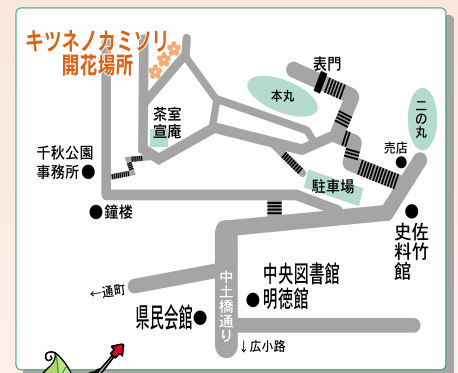 キツネノカミソリ
開花場所
表門
本丸
二の丸
茶室
宣庵
売店
千秋公園
事務所
駐車場
鐘楼
佐竹
史料館
中土橋通り
中央図書館
明徳館
←通町
県民会館
↓広小路